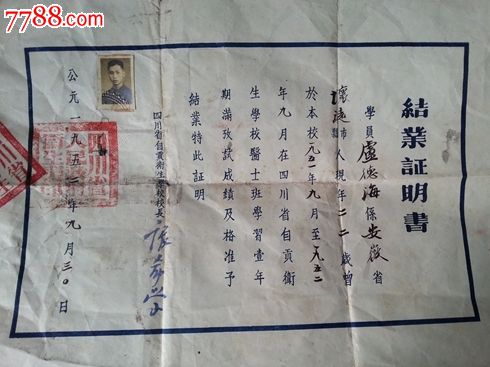 7788.com
結業証明書
學員盧德海係安徽省
懷遠市縣人現年二二歲曾
於本校一九五一年九月至一九五二
年九月在四川省自貢衛
生學校醫士班學習壹年
期滿攷試成績及格准予
結業特此証明
四川省自貢衛生學校校長
公元一九五二年九月三〇日
7788.com